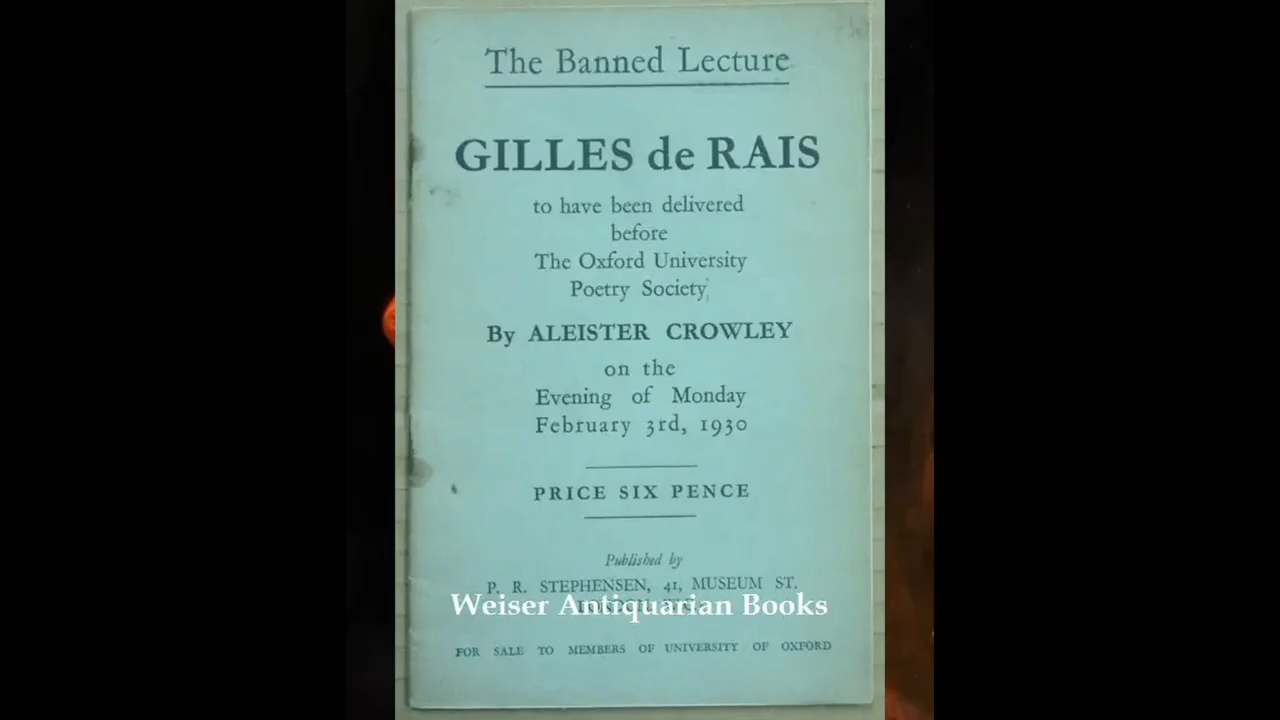 The Banned Lecture
GILLES de RAIS
to have been delivered
before
The Oxford University
Poetry Society
By ALEISTER CROWLEY
on the
Evening of Monday
February 3rd, 1930
PRICE SIX PENCE
Published by
P. R. STEPHENSEN, 41, MUSEUM ST.
Weiser Antiquarian Books
FOR SALE TO MEMBERS OF UNIVERSITY OF OXFORD